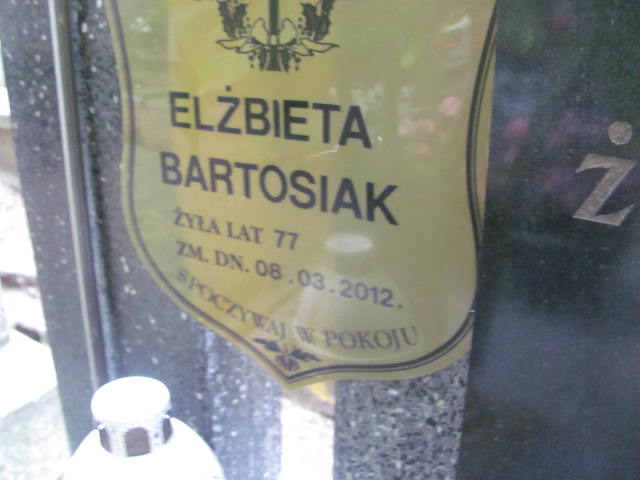 ELŻBIETA
BARTOSIAK
ŻYŁA LAT 77
ZM. DN. 08.03.2012.
SPOCZYWAJ W POKOJU
Ż